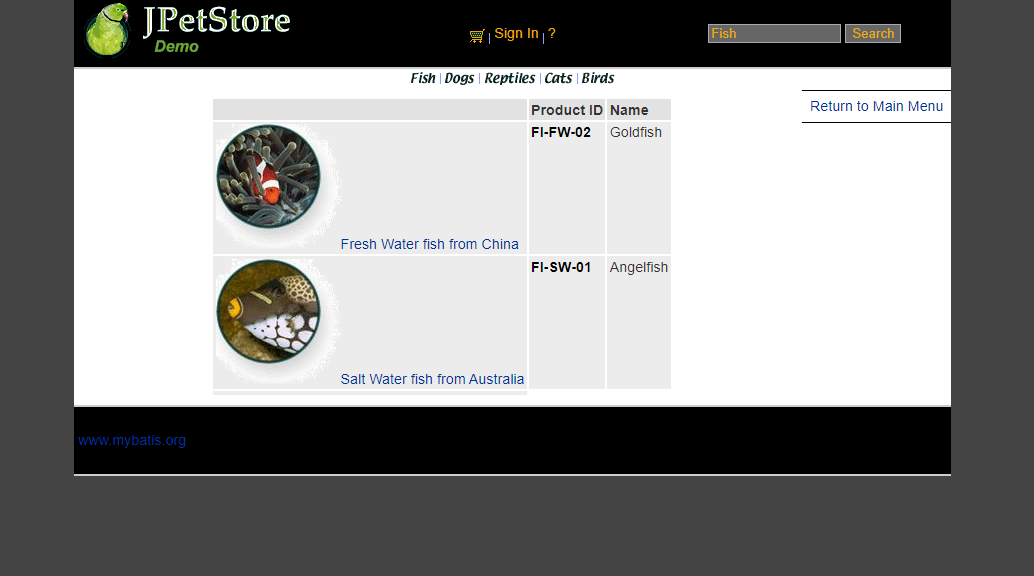 JPetStore
Demo
| Sign In | ?
Fish
Search
Fish | Dogs | Reptiles | Cats | Birds
Return to Main Menu
Product ID Name
Fresh Water fish from China FI-FW-02 Goldfish
Salt Water fish from Australia FI-SW-01 Angelfish
www.mybatis.org